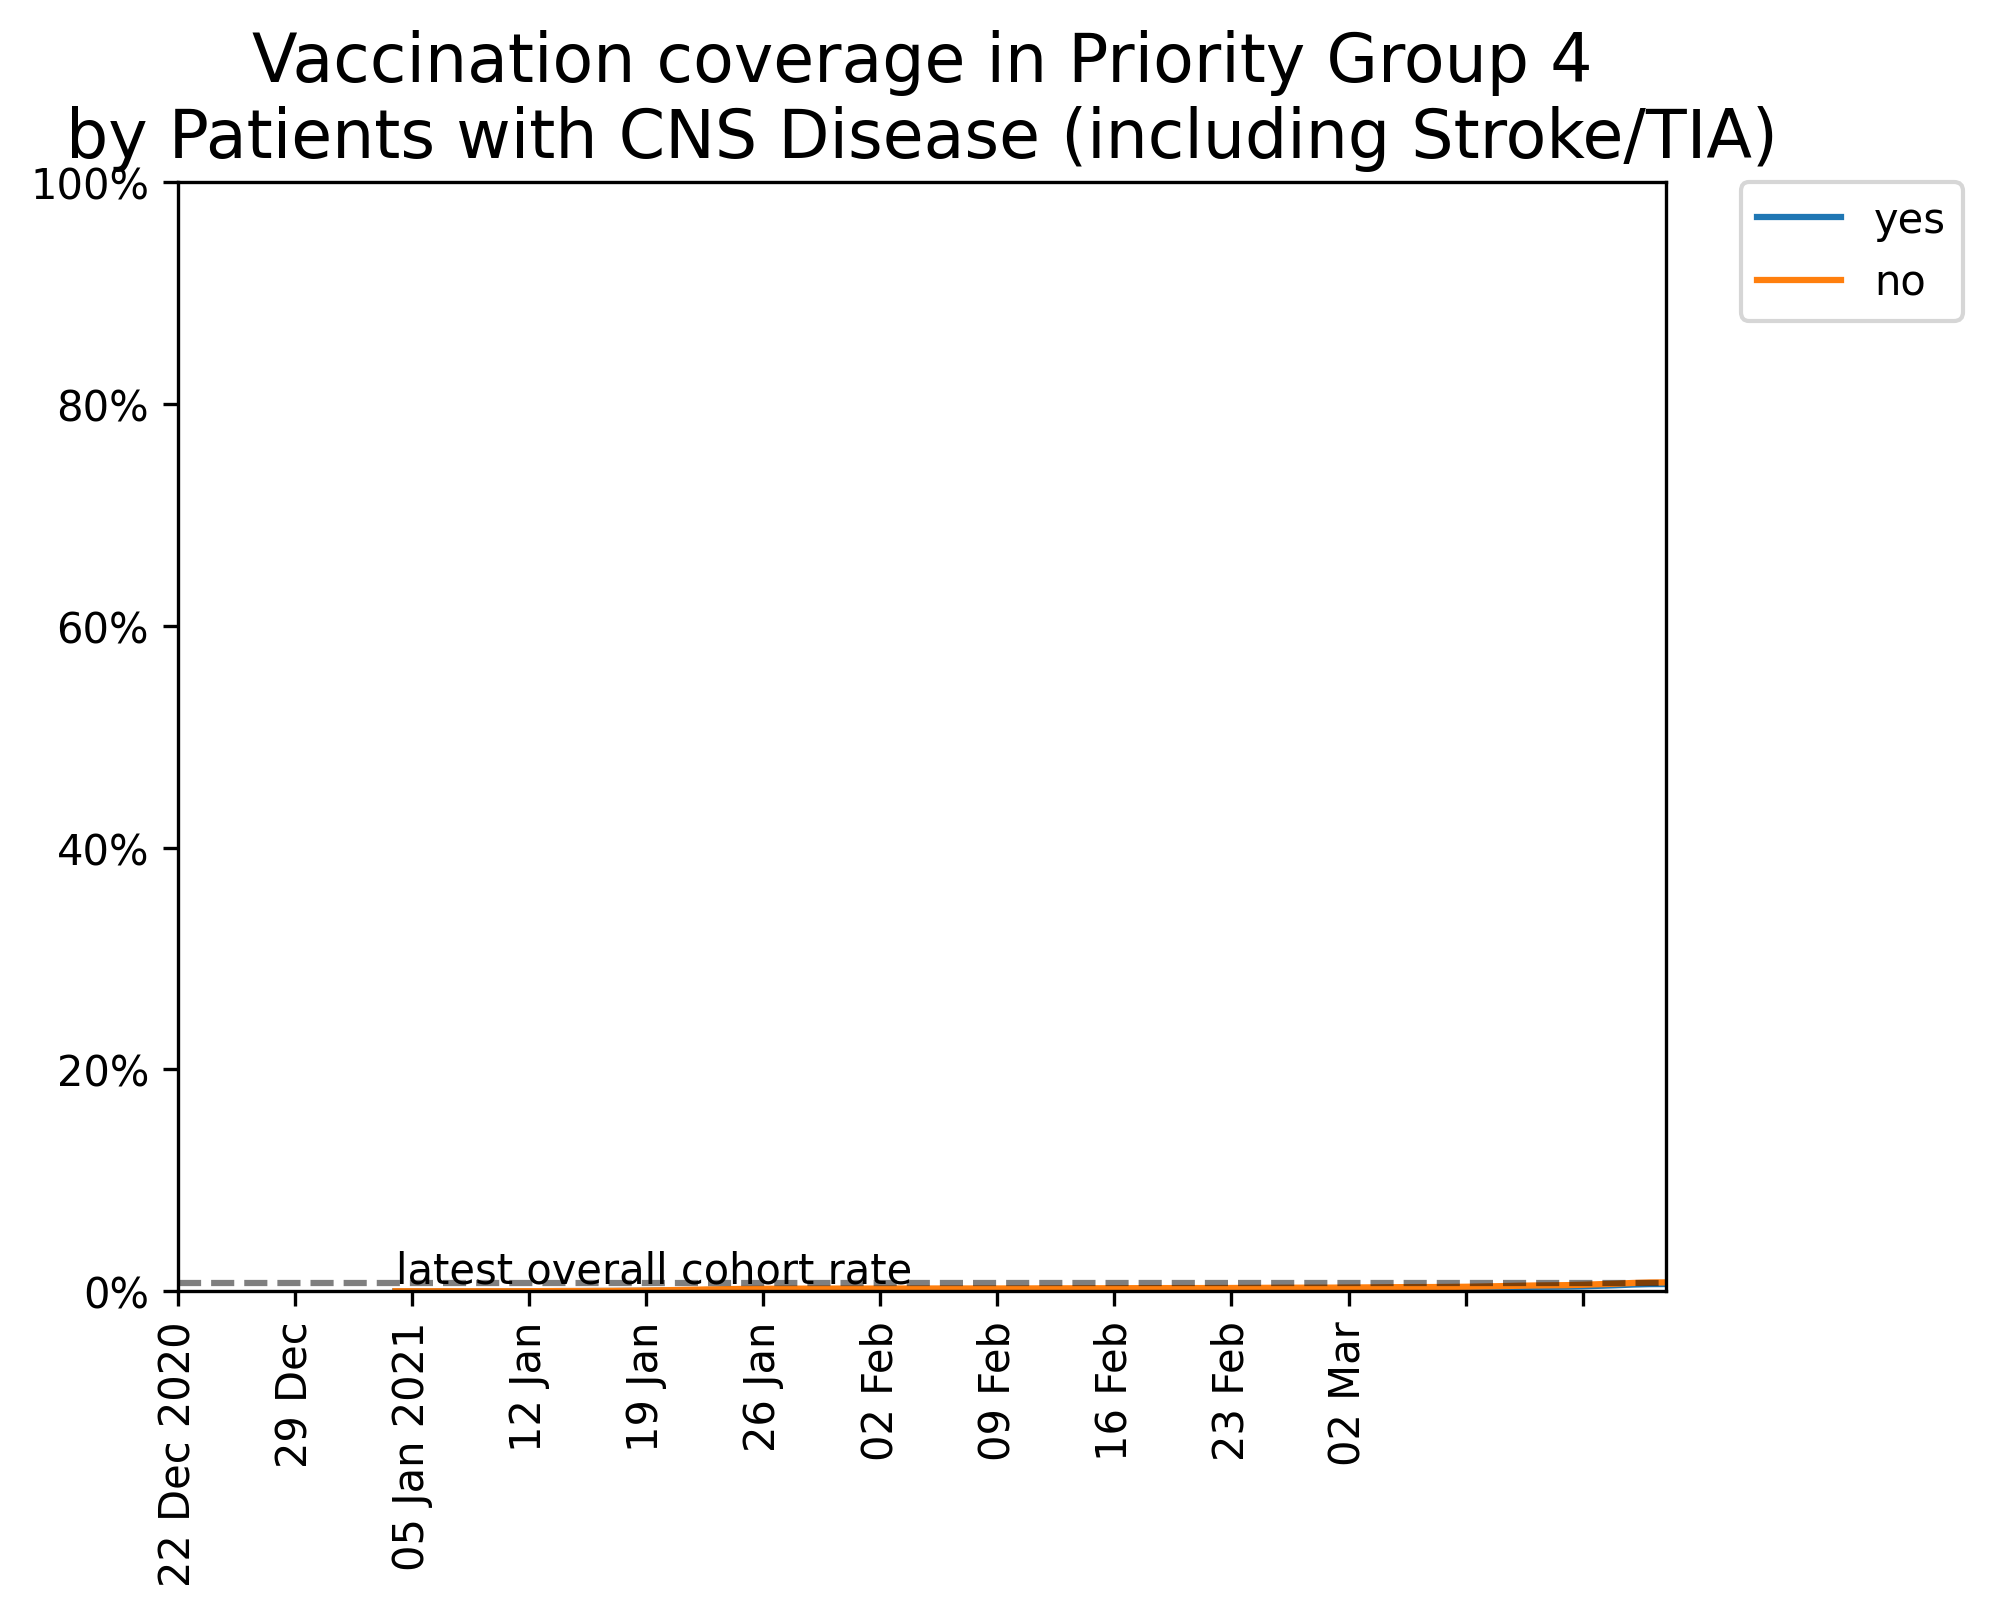 Vaccination coverage in Priority Group 4
by Patients with CNS Disease (including Stroke/TIA)
100%
80%
60%
40%
20%
0%
yes
no
latest overall cohort rate
22 Dec 2020
29 Dec
05 Jan 2021
12 Jan
19 Jan
26 Jan
02 Feb
09 Feb
16 Feb
23 Feb
02 Mar